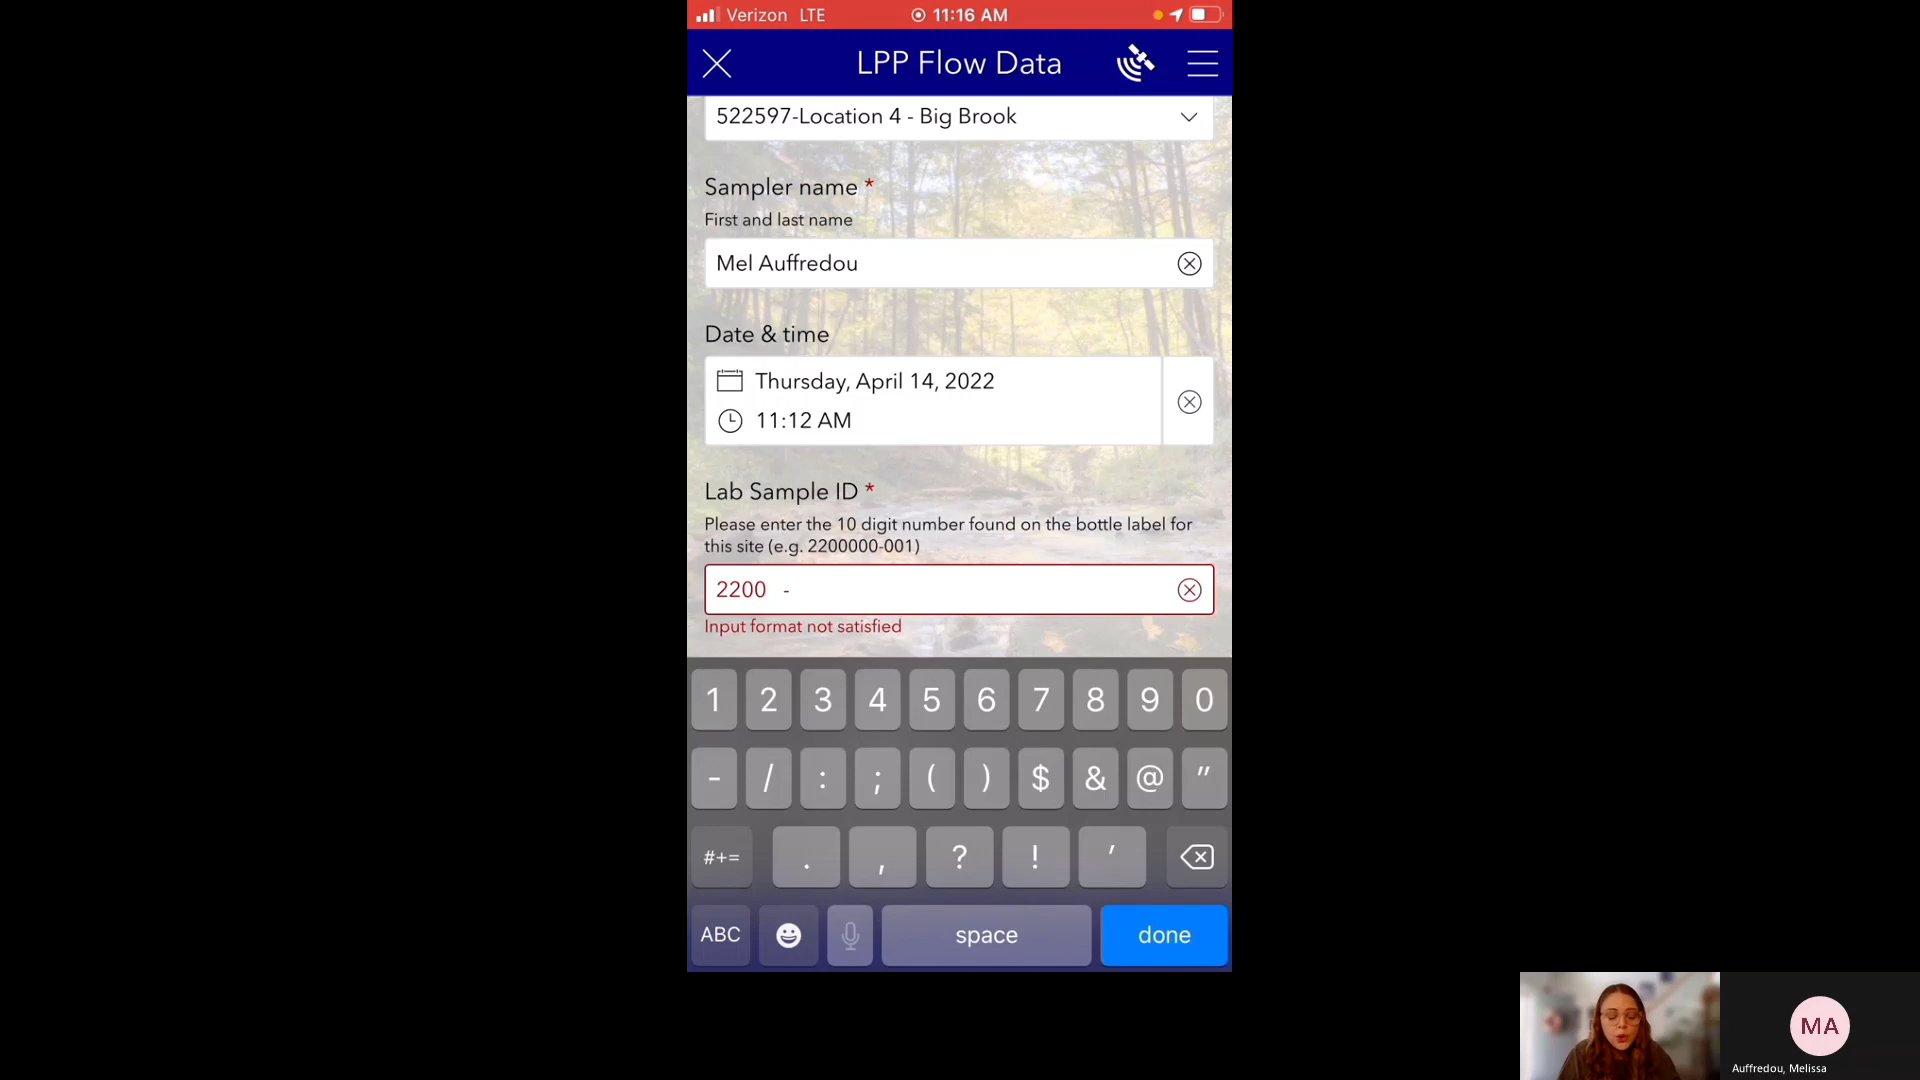 Verizon LTE 11:16 AM
LPP Flow Data
522597-Location 4 - Big Brook
Sampler name *
First and last name
Mel Auffredou
Date & time
Thursday, April 14, 2022
11:12 AM
Lab Sample ID *
Please enter the 10 digit number found on the bottle label for
this site (e.g. 2200000-001)
2200 -
Input format not satisfied
1 2 3 4 5 6 7 8 9 0
- / : ; ( ) $ & @ "
#+= . , ? ! '
ABC space done
MA
Auffredou, Melissa